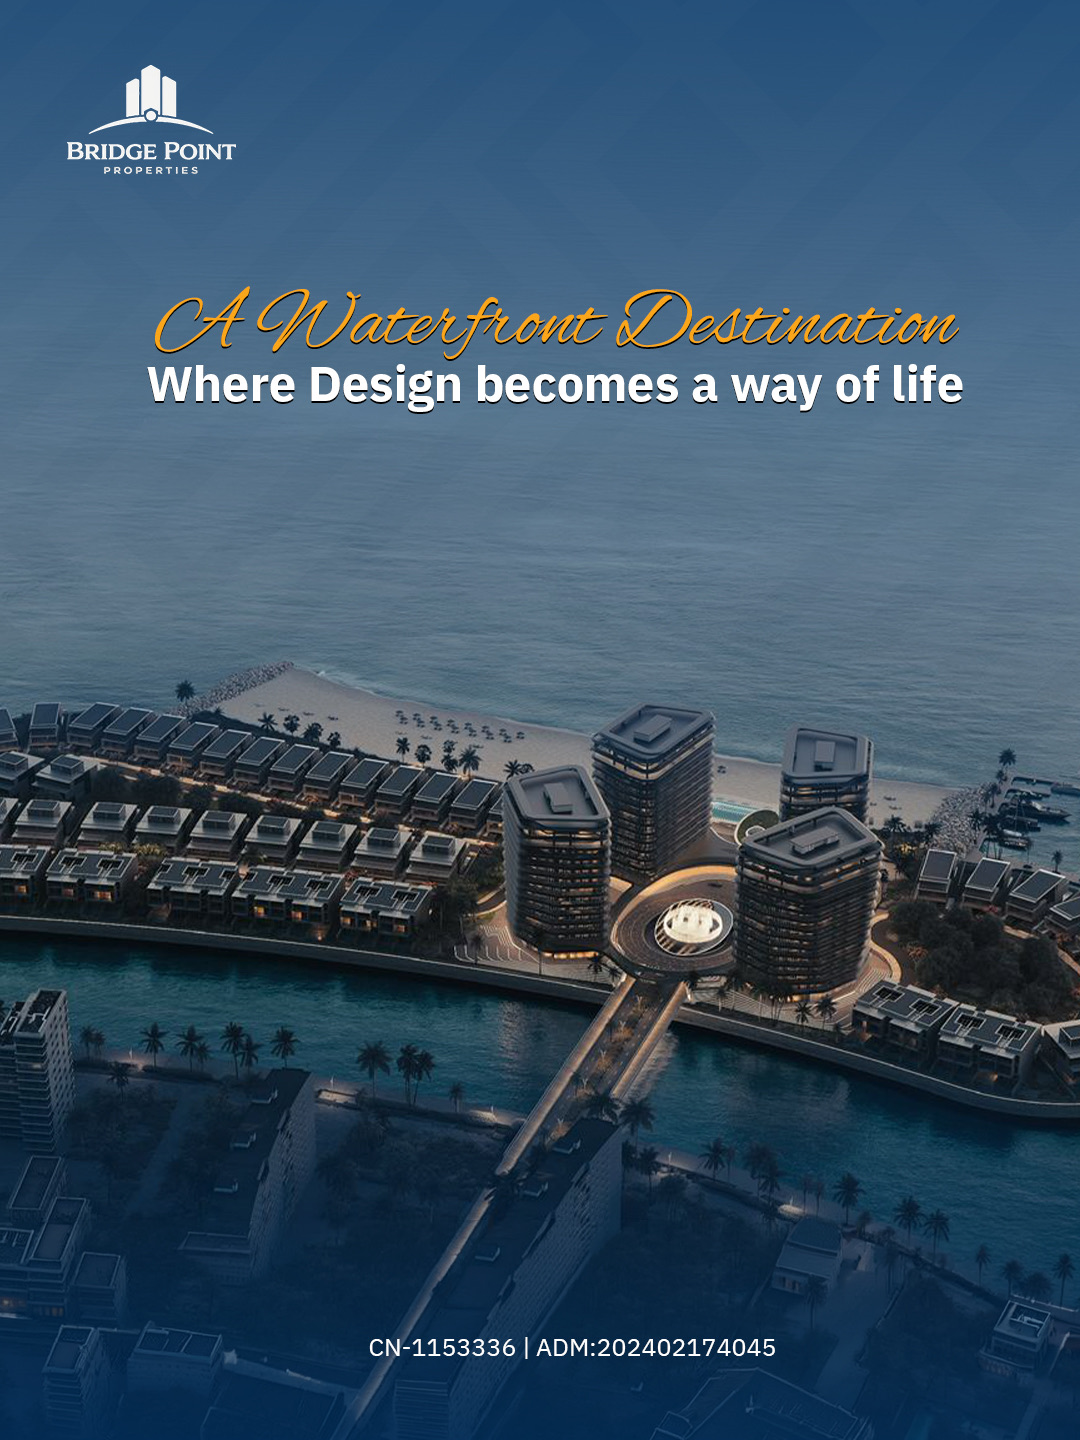 BRIDGE POINT
PROPERTIES
A Waterfront Destination
Where Design becomes a way of life
CN-1153336 | ADM:202402174045